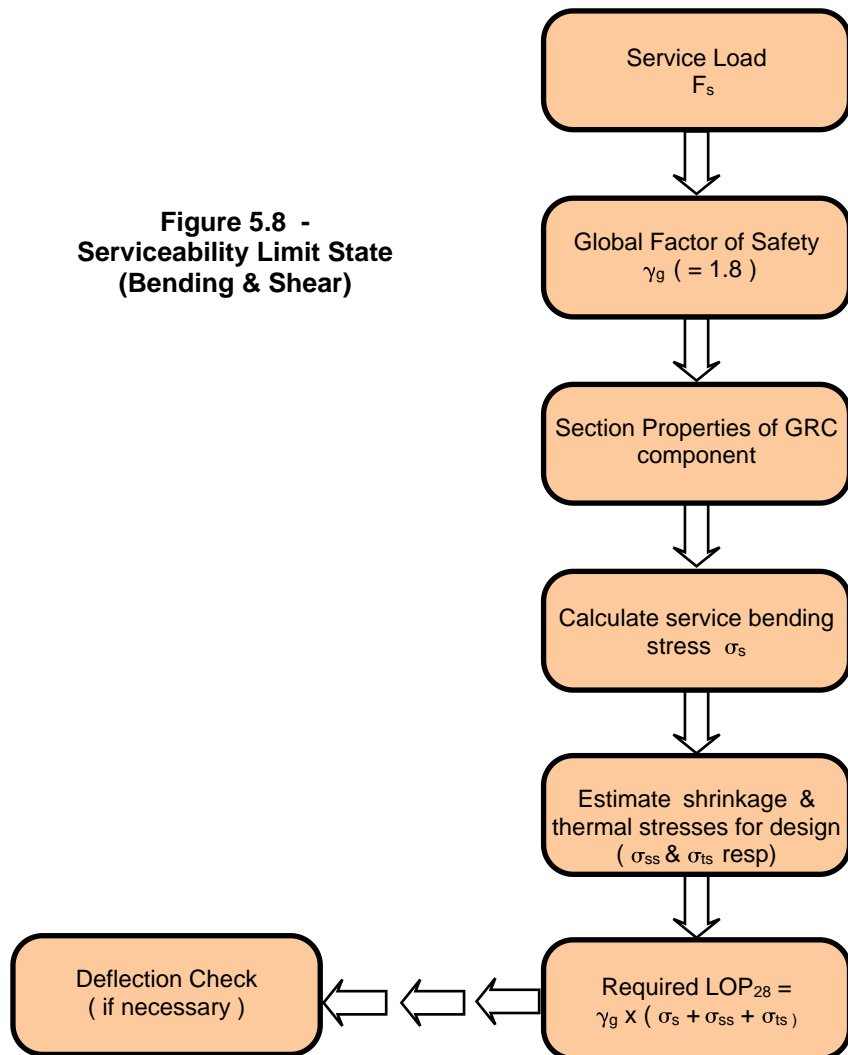 Service Load
Fₛ
Figure 5.8 -
Serviceability Limit State
(Bending & Shear)
Global Factor of Safety
γg ( = 1.8 )
Section Properties of GRC
component
Calculate service bending
stress σₛ
Estimate shrinkage &
thermal stresses for design
( σₛₛ & σₜₛ resp)
Deflection Check
( if necessary )
Required LOP₂₈ =
γg x ( σₛ + σₛₛ + σₜₛ )